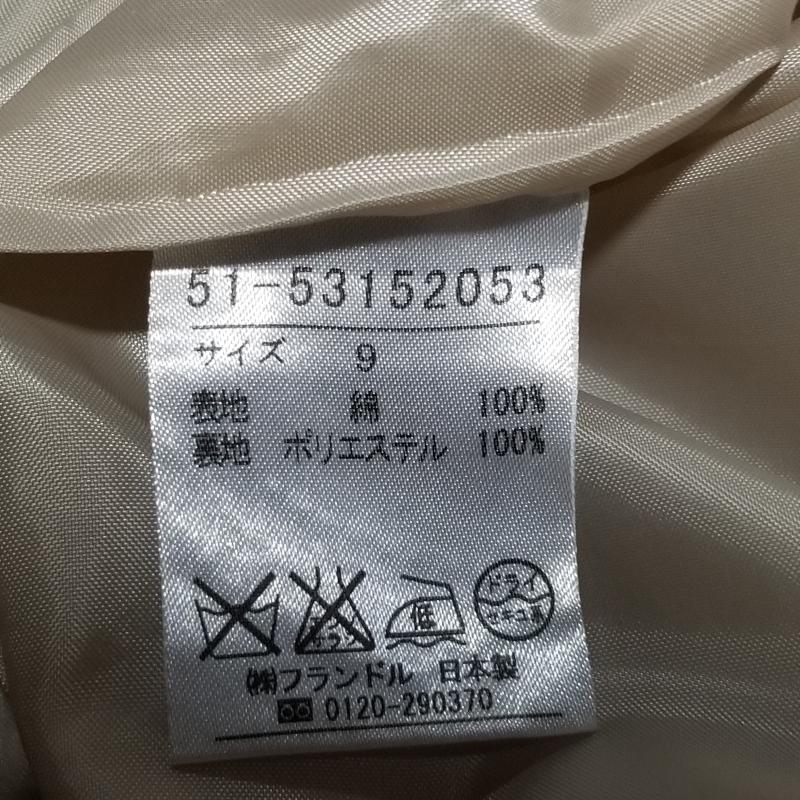 51-53152053
サイズ 9
表地 綿 100%
裏地 ポリエステル 100%
低
ドライ
セキユ系
㈱フランドル 日本製
0120-290370